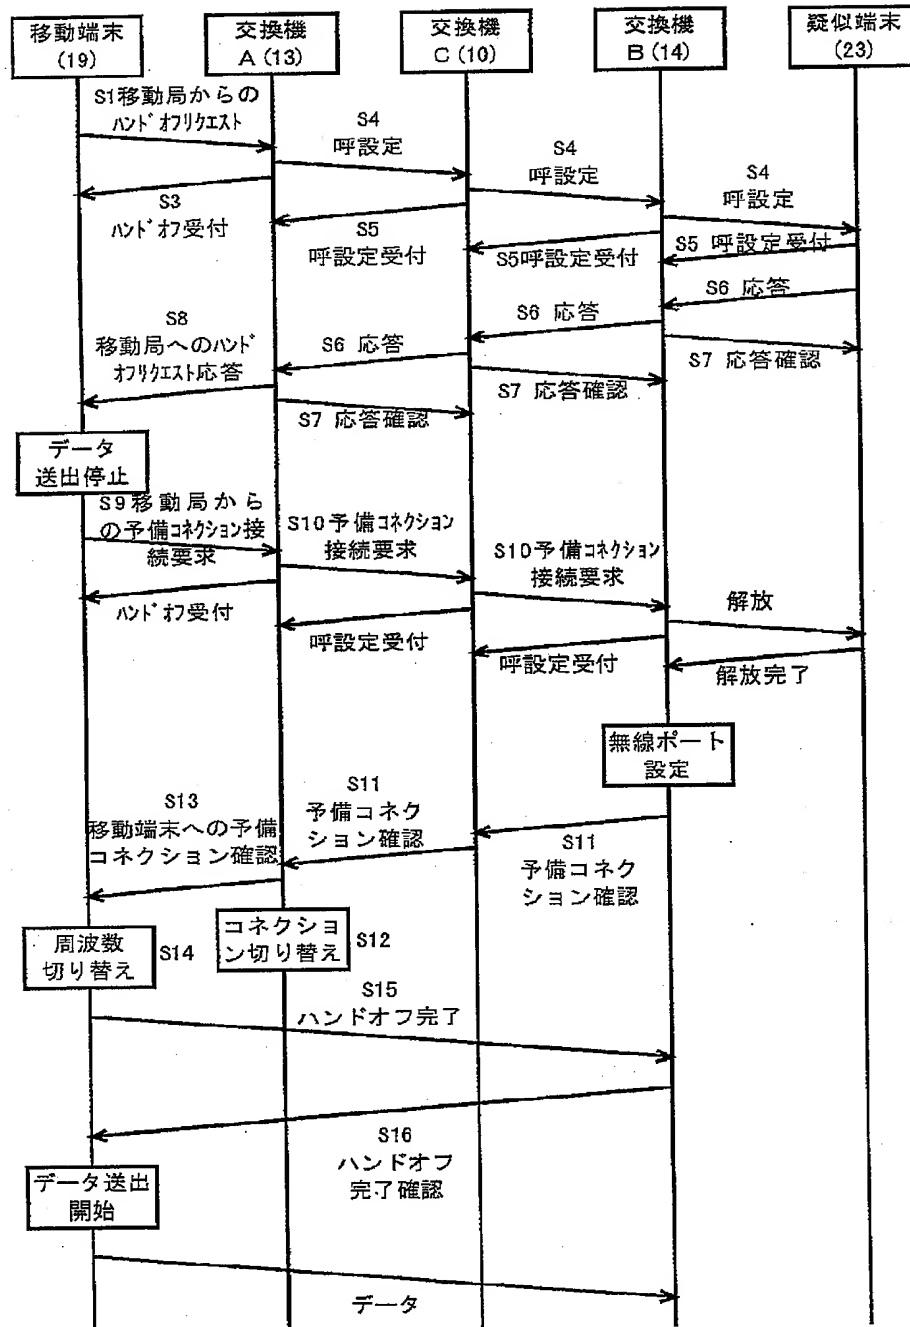 移動端末
(19)
交換機
A (13)
交換機
C (10)
交換機
B (14)
疑似端末
(23)
S1移動局からの
ハンドオフリクエスト
S4
呼設定
S4
呼設定
S4
呼設定
S3
ハンドオフ受付
S5
呼設定受付
S5呼設定受付
S5 呼設定受付
S6 応答
S6 応答
S6 応答
S8
移動局へのハンド
オフリクエスト応答
S7 応答確認
S7 応答確認
S7 応答確認
データ
送出停止
S9移動局から
の予備コネクション接
続要求
S10予備コネクション
接続要求
S10予備コネクション
接続要求
解放
ハンドオフ受付
呼設定受付
呼設定受付
解放完了
無線ポート
設定
S13
移動端末への予備
コネクション確認
S11
予備コネク
ション確認
S11
予備コネク
ション確認
周波数
切り替え
S14
コネクショ
ン切り替え
S12
S15
ハンドオフ完了
S16
ハンドオフ
完了確認
データ送出
開始
データ